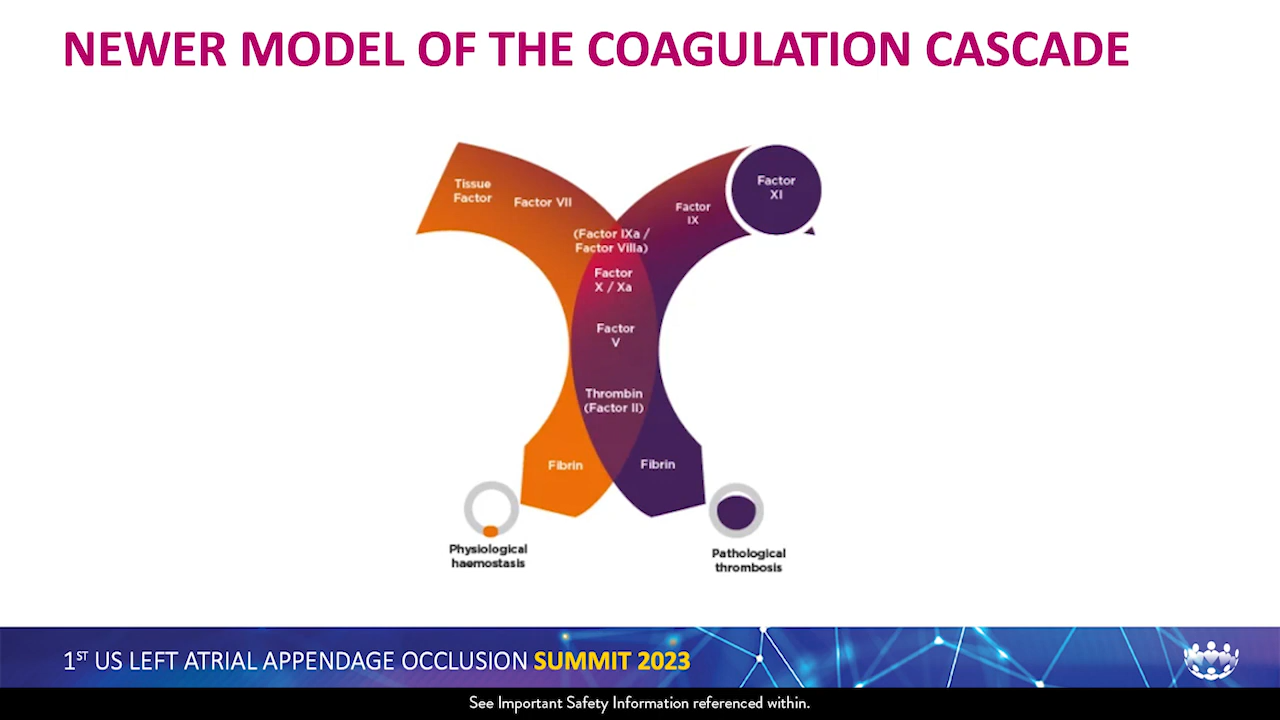 NEWER MODEL OF THE COAGULATION CASCADE
Tissue
Factor
Factor VII
(Factor IXa /
Factor VIIIa)
Factor
X / Xa
Factor
V
Thrombin
(Factor II)
Fibrin
Factor
IX
Factor
XI
Fibrin
Physiological
haemostasis
Pathological
thrombosis
1ST US LEFT ATRIAL APPENDAGE OCCLUSION SUMMIT 2023
See Important Safety Information referenced within.